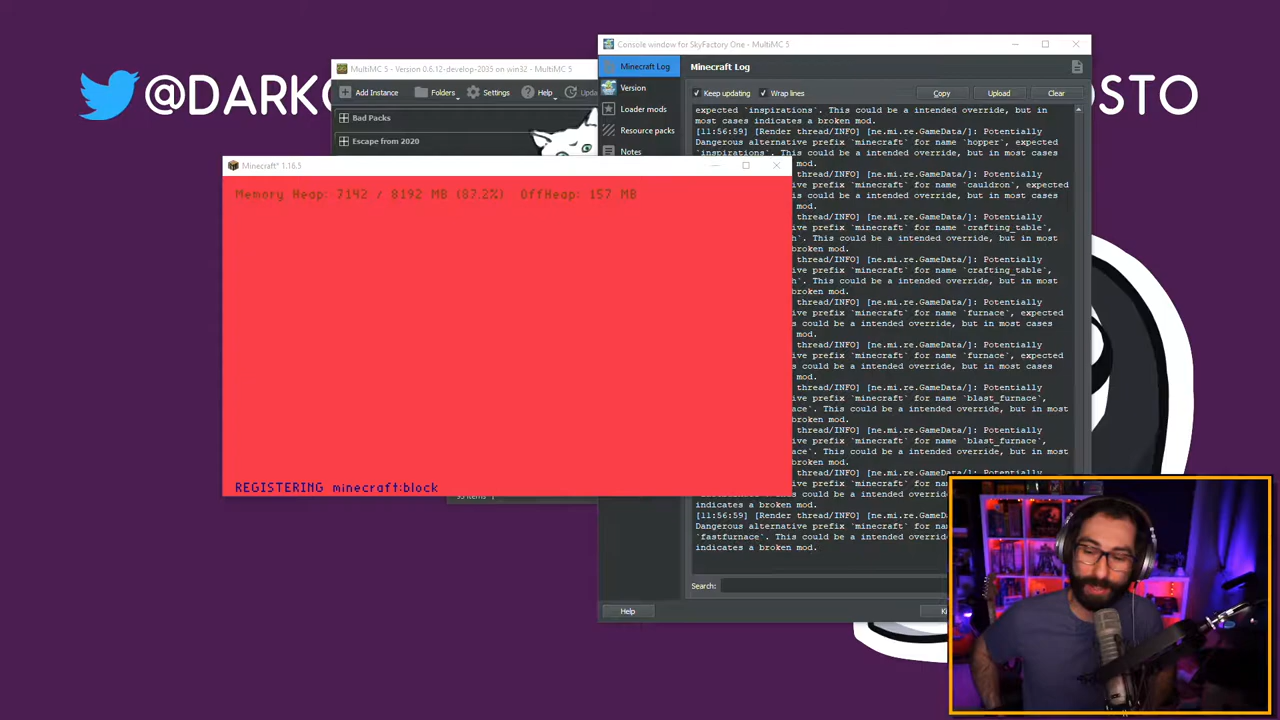 @DARKO
OSTO
Console window for SkyFactory One - MultiMC 5
MultiMC 5 - Version 0.6.12-develop-2035 on win32 - MultiMC 5
Add Instance
Folders
Settings
Help
Upda
Bad Packs
Escape from 2020
Minecraft Log
Version
Loader mods
Resource packs
Notes
Minecraft Log
Keep updating
Wrap lines
Copy
Upload
Clear
expected `inspirations`. This could be a intended override, but in
most cases indicates a broken mod.
[11:56:59] [Render thread/INFO] [ne.mi.re.GameData/]: Potentially
Dangerous alternative prefix `minecraft` for name `hopper`, expected
`inspirations`. This could be a intended override, but in most cases
Minecraft* 1.16.5
Memory Heap: 7142 / 8192 MB (87.2%) OffHeap: 157 MB
REGISTERING minecraft:block
thread/INFO] [ne.mi.re.GameData/]: Potentially
ive prefix `minecraft` for name `cauldron`, expected
thread/INFO] [ne.mi.re.GameData/]: Potentially
ive prefix `minecraft` for name `crafting_table`,
h`. This could be a intended override, but in most
broken mod.
thread/INFO] [ne.mi.re.GameData/]: Potentially
ive prefix `minecraft` for name `crafting_table`,
h`. This could be a intended override, but in most
broken mod.
thread/INFO] [ne.mi.re.GameData/]: Potentially
ive prefix `minecraft` for name `furnace`, expected
s could be a intended override, but in most cases
mod.
thread/INFO] [ne.mi.re.GameData/]: Potentially
ive prefix `minecraft` for name `furnace`, expected
s could be a intended override, but in most cases
mod.
thread/INFO] [ne.mi.re.GameData/]: Potentially
ive prefix `minecraft` for name `blast_furnace`,
ace`. This could be a intended override, but in most
broken mod.
thread/INFO] [ne.mi.re.GameData/]: Potentially
ive prefix `minecraft` for name `blast_furnace`,
ace`. This could be a intended override, but in most
broken mod.
indicates a broken mod.
[11:56:59] [Render thread/INFO] [ne.mi.re.GameData/]:
Dangerous alternative prefix `minecraft` for na
`fastfurnace`. This could be a intended override
indicates a broken mod.
Search:
Help
Ki